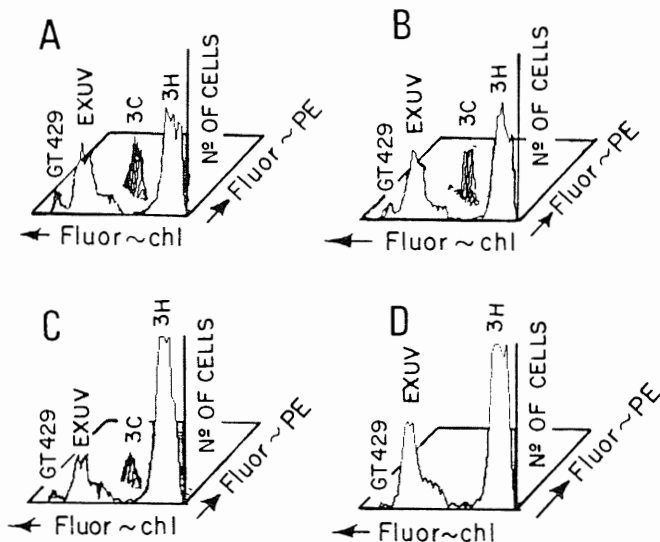 A
GT429
EXUV
3C
3H
Nº OF CELLS
Fluor ~ PE
Fluor ~ chl
B
GT429
EXUV
3C
3H
Nº OF CELLS
Fluor ~ PE
Fluor ~ chl
C
GT429
EXUV
3C
3H
Nº OF CELLS
Fluor ~ PE
Fluor ~ chl
D
GT429
EXUV
3H
Nº OF CELLS
Fluor ~ PE
Fluor ~ chl